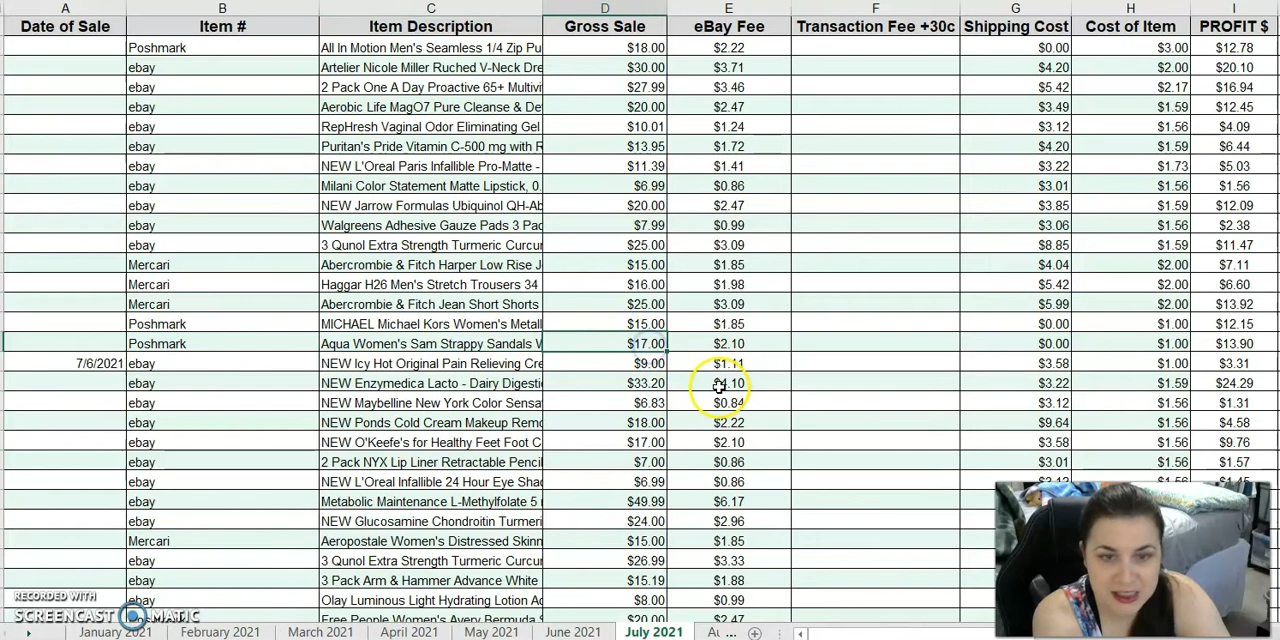 A B C D E F G H I
Date of Sale Item # Item Description Gross Sale eBay Fee Transaction Fee +30c Shipping Cost Cost of Item PROFIT $
Poshmark All In Motion Men's Seamless 1/4 Zip Pu $18.00 $2.22 $0.00 $3.00 $12.78
ebay Artelier Nicole Miller Ruched V-Neck Dre $30.00 $3.71 $4.20 $2.00 $20.10
ebay 2 Pack One A Day Proactive 65+ Multivi $27.99 $3.46 $5.42 $2.17 $16.94
ebay Aerobic Life MagO7 Pure Cleanse & De $20.00 $2.47 $3.49 $1.59 $12.45
ebay RepHresh Vaginal Odor Eliminating Gel $10.01 $1.24 $3.12 $1.56 $4.09
ebay Puritan's Pride Vitamin C-500 mg with R $13.95 $1.72 $4.20 $1.59 $6.44
ebay NEW L'Oreal Paris Infallible Pro-Matte - $11.39 $1.41 $3.22 $1.73 $5.03
ebay Milani Color Statement Matte Lipstick, 0. $6.99 $0.86 $3.01 $1.56 $1.56
ebay NEW Jarrow Formulas Ubiquinol QH-Ab $20.00 $2.47 $3.85 $1.59 $12.09
ebay Walgreens Adhesive Gauze Pads 3 Pac $7.99 $0.99 $3.06 $1.56 $2.38
ebay 3 Qunol Extra Strength Turmeric Curcur $25.00 $3.09 $8.85 $1.59 $11.47
Mercari Abercrombie & Fitch Harper Low Rise J $15.00 $1.85 $4.04 $2.00 $7.11
Mercari Haggar H26 Men's Stretch Trousers 34 $16.00 $1.98 $5.42 $2.00 $6.60
Mercari Abercrombie & Fitch Jean Short Shorts $25.00 $3.09 $5.99 $2.00 $13.92
Poshmark MICHAEL Michael Kors Women's Metall $15.00 $1.85 $0.00 $1.00 $12.15
Poshmark Aqua Women's Sam Strappy Sandals W $17.00 $2.10 $0.00 $1.00 $13.90
7/6/2021 ebay NEW Icy Hot Original Pain Relieving Cre $9.00 $1.11 $3.58 $1.00 $3.31
ebay NEW Enzymedica Lacto - Dairy Digesti $33.20 $4.10 $3.22 $1.59 $24.29
ebay NEW Maybelline New York Color Sensa $6.83 $0.84 $3.12 $1.56 $1.31
ebay NEW Ponds Cold Cream Makeup Remo $18.00 $2.22 $9.64 $1.56 $4.58
ebay NEW O'Keefe's for Healthy Feet Foot C $17.00 $2.10 $3.58 $1.56 $9.76
ebay 2 Pack NYX Lip Liner Retractable Pencil $7.00 $0.86 $3.01 $1.56 $1.57
ebay NEW L'Oreal Infallible 24 Hour Eye Shad $6.99 $0.86
ebay Metabolic Maintenance L-Methylfolate 5 $49.99 $6.17
ebay NEW Glucosamine Chondroitin Turmeri $24.00 $2.96
Mercari Aeropostale Women's Distressed Skinn $15.00 $1.85
ebay 3 Qunol Extra Strength Turmeric Curcur $26.99 $3.33
ebay 3 Pack Arm & Hammer Advance White $15.19 $1.88
ebay Olay Luminous Light Hydrating Lotion Ac $8.00 $0.99
Free People Women's Avery Bermuda $20.00 $2.47
RECORDED WITH
SCREENCAST MATIC
January 2021 February 2021 March 2021 April 2021 May 2021 June 2021 July 2021 Au ...